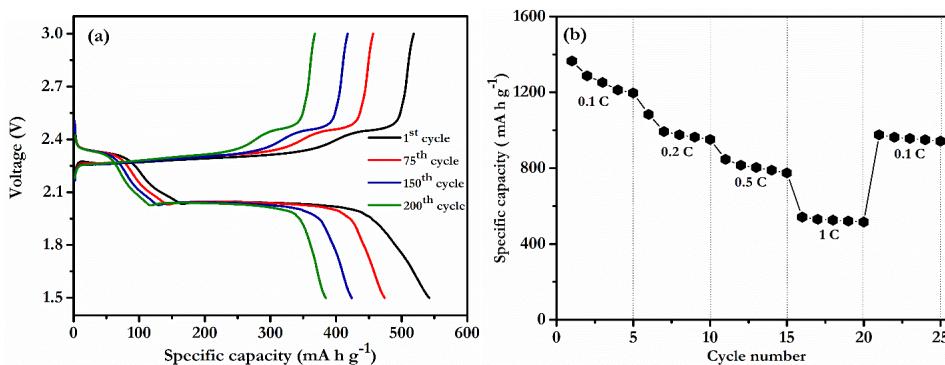 (a)
Voltage (V)
3.0
2.7
2.4
2.1
1.8
1.5
1st cycle
75th cycle
150th cycle
200th cycle
0 100 200 300 400 500 600
Specific capacity (mA h g-1)
(b)
Specific capacity ( mA h g-1)
1600
1200
800
400
0
0.1 C
0.2 C
0.5 C
1 C
0.1 C
0 5 10 15 20 25
Cycle number